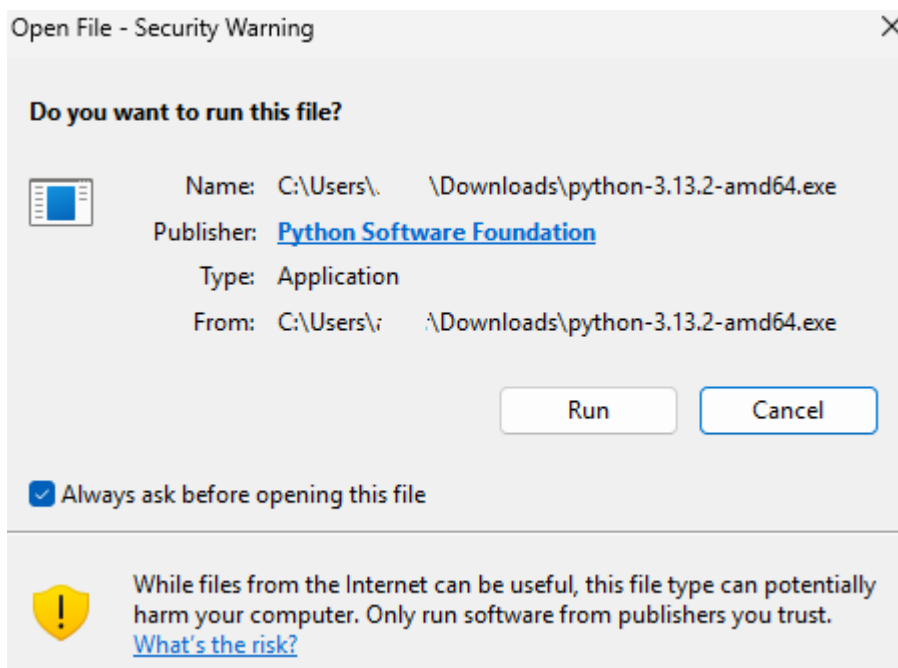 Open File - Security Warning
Do you want to run this file?
Name: C:\Users\. \Downloads\python-3.13.2-amd64.exe
Publisher: Python Software Foundation
Type: Application
From: C:\Users\ \Downloads\python-3.13.2-amd64.exe
Run Cancel
Always ask before opening this file
While files from the Internet can be useful, this file type can potentially
harm your computer. Only run software from publishers you trust.
What's the risk?